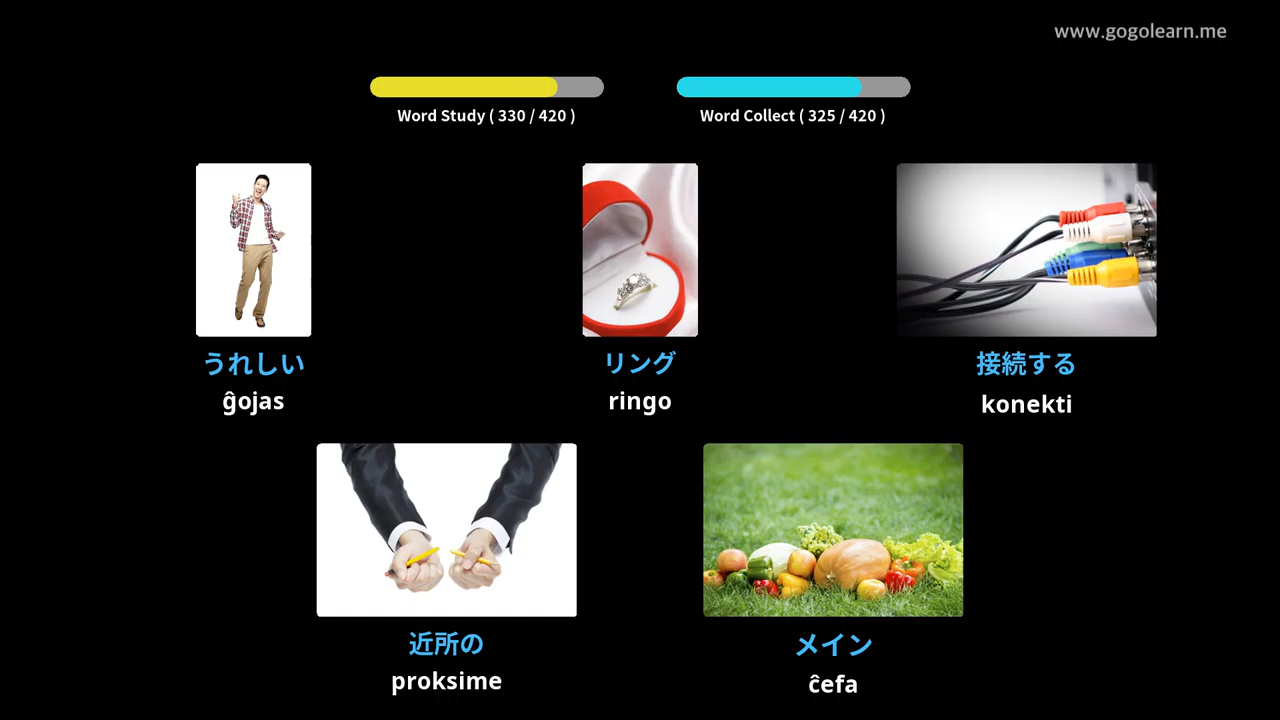 www.gogolearn.me
Word Study ( 330 / 420 )
Word Collect ( 325 / 420 )
うれしい
ĝojas
リング
ringo
接続する
konekti
近所の
proksime
メイン
ĉefa